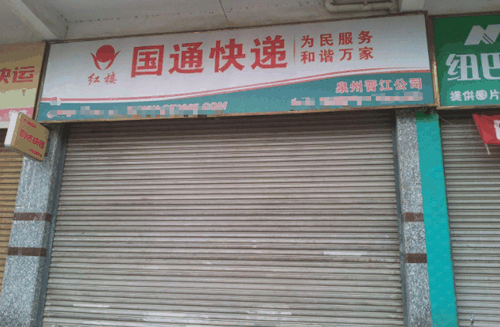 快运
红楼
国通快递
为民服务
和谐万家
泉州晋江公司
纽巴
提供图片